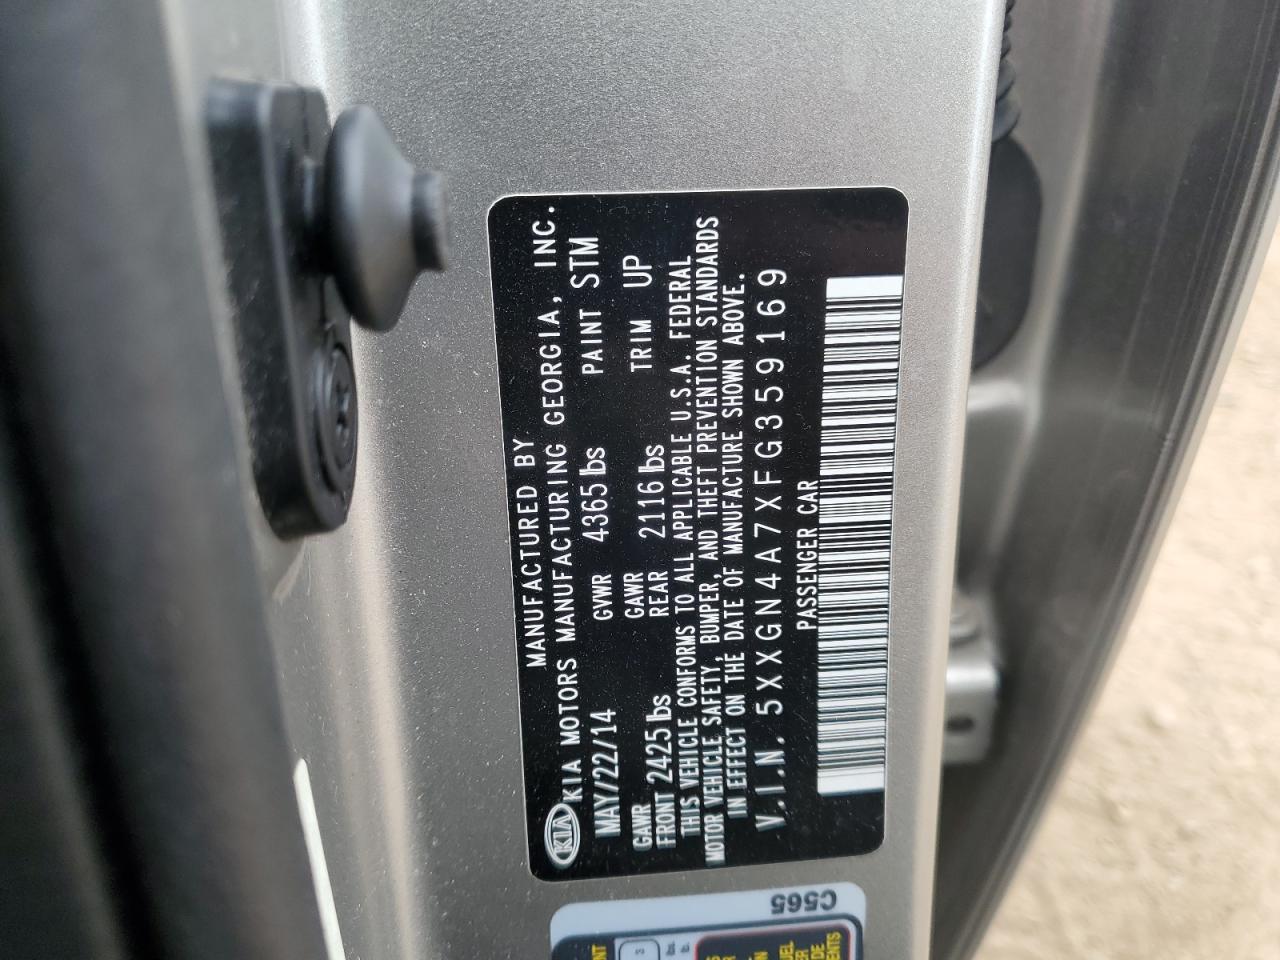 MANUFACTURED BY
KIA KIA MOTORS MANUFACTURING GEORGIA, INC.
MAY/22/14 GVWR 4365 lbs PAINT STM
GAWR FRONT 2425 lbs GAWR REAR 2116 lbs TRIM UP
THIS VEHICLE CONFORMS TO ALL APPLICABLE U.S.A. FEDERAL
MOTOR VEHICLE SAFETY, BUMPER, AND THEFT PREVENTION STANDARDS
IN EFFECT ON THE DATE OF MANUFACTURE SHOWN ABOVE.
V.I.N. 5XXGN4A7XFG359169
PASSENGER CAR
C565